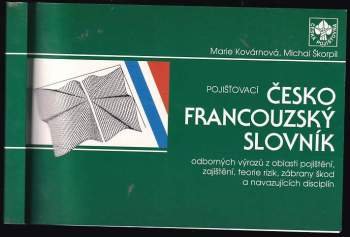 Marie Kovárnová, Michal Škorpil
POJIŠŤOVACÍ
ČESKO
FRANCOUZSKÝ
SLOVNÍK
odborných výrazů z oblasti pojištění,
zajištění, teorie rizik, zábrany škod
a navazujících disciplín